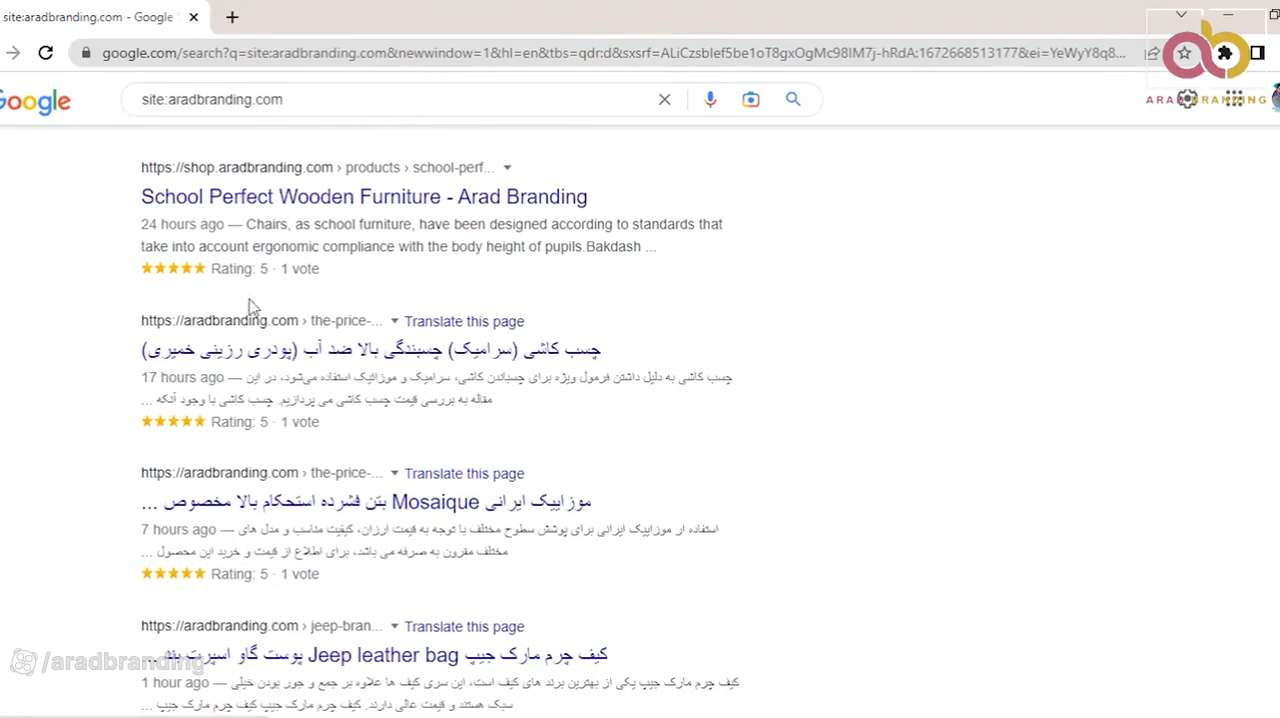 site:aradbranding.com - Google
google.com/search?q=site:aradbranding.com&newwindow=1&hl=en&tbs=qdr:d&sxsrf=ALiCzsbIef5be1oT8gxOgMc98IM7j-hRdA:1672668513177&ei=YeWyY8q8...
ARAD BRANDING
Google
site:aradbranding.com
https://shop.aradbranding.com › products › school-perf...
School Perfect Wooden Furniture - Arad Branding
24 hours ago — Chairs, as school furniture, have been designed according to standards that
take into account ergonomic compliance with the body height of pupils.Bakdash ...
Rating: 5 · 1 vote
https://aradbranding.com › the-price-... Translate this page
چسب کاشی (سرامیک) چسبندگی بالا ضد آب (پودری رزینی خمیری)
17 hours ago — چسب کاشی به دلیل داشتن فرمول ویژه برای چسباندن کاشی، سرامیک و موزائیک استفاده می‌شود، در این
مقاله به بررسی قیمت چسب کاشی می پردازیم. چسب کاشی با وجود آنکه ...
Rating: 5 · 1 vote
https://aradbranding.com › the-price-... Translate this page
موزاییک ایرانی Mosaique بتن فشرده استحکام بالا مخصوص ...
7 hours ago — استفاده از موزاییک ایرانی برای پوشش سطوح مختلف با توجه به قیمت ارزان، کیفیت مناسب و مدل های
مختلف مقرون به صرفه می باشد، برای اطلاع از قیمت و خرید این محصول ...
Rating: 5 · 1 vote
https://aradbranding.com › jeep-bran... Translate this page
کیف چرم مارک جیپ Jeep leather bag پوست گاو اسپرت بند ...
1 hour ago — کیف چرم مارک جیپ یکی از بهترین برند های کیف است، این سری کیف ها علاوه بر جمع و جور بودن خیلی
سبک هستند و قیمت عالی دارند. کیف چرم مارک جیپ کیف چرم مارک جیپ ...
/aradbranding